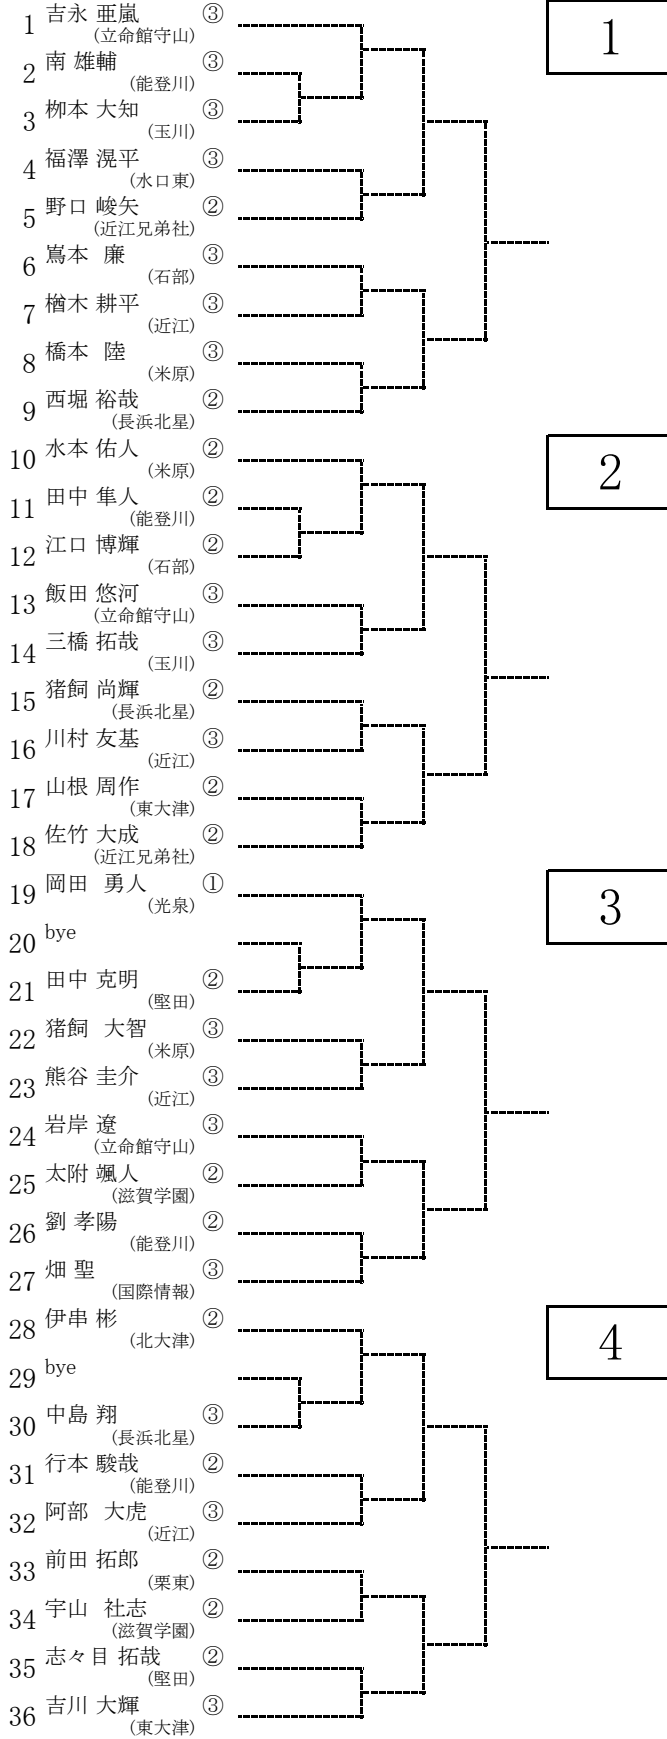 1 吉永 亜嵐 ③
(立命館守山)
1
2 南 雄輔 ③
(能登川)
3 栁本 大知 ③
(玉川)
4 福澤 滉平 ③
(水口東)
5 野口 峻矢 ②
(近江兄弟社)
6 嶌本 廉 ③
(石部)
7 楢木 耕平 ③
(近江)
8 橋本 陸 ③
(米原)
9 西堀 裕哉 ②
(長浜北星)
10 水本 佑人 ②
(米原)
2
11 田中 隼人 ②
(能登川)
12 江口 博輝 ②
(石部)
13 飯田 悠河 ③
(立命館守山)
14 三橋 拓哉 ③
(玉川)
15 猪飼 尚輝 ②
(長浜北星)
16 川村 友基 ③
(近江)
17 山根 周作 ②
(東大津)
18 佐竹 大成 ②
(近江兄弟社)
19 岡田 勇人 ①
(光泉)
3
20 bye
21 田中 克明 ②
(堅田)
22 猪飼 大智 ③
(米原)
23 熊谷 圭介 ③
(近江)
24 岩岸 遼 ③
(立命館守山)
25 太附 颯人 ②
(滋賀学園)
26 劉 孝陽 ②
(能登川)
27 畑 聖 ③
(国際情報)
28 伊串 彬 ②
(北大津)
4
29 bye
30 中島 翔 ③
(長浜北星)
31 行本 駿哉 ②
(能登川)
32 阿部 大虎 ③
(近江)
33 前田 拓郎 ②
(栗東)
34 宇山 社志 ②
(滋賀学園)
35 志々目 拓哉 ②
(堅田)
36 吉川 大輝 ③
(東大津)